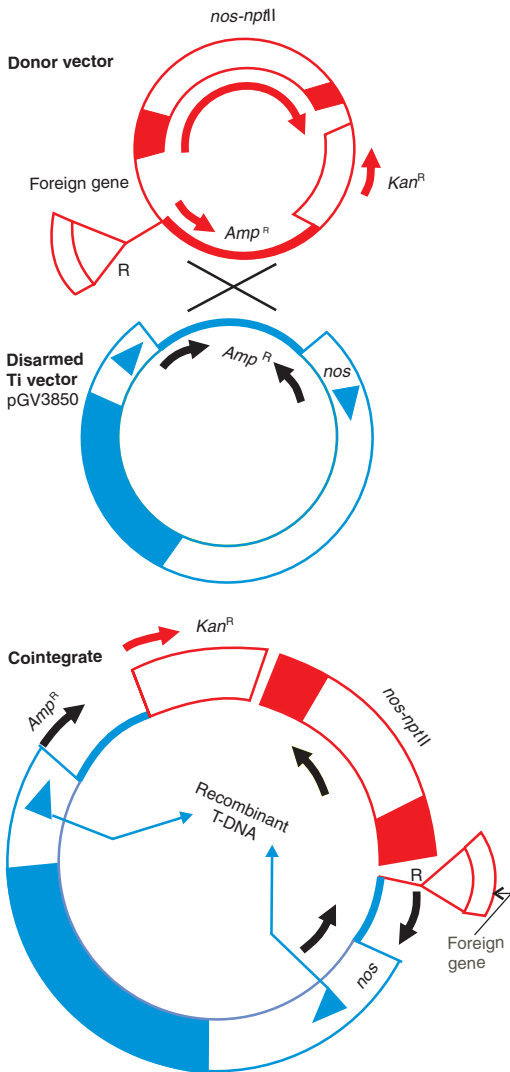 nos-nptII
Donor vector
Foreign gene
Kan^R
Amp^R
R
Disarmed
Ti vector
pGV3850
Amp^R
nos
Cointegrate
Kan^R
Amp^R
nos-nptII
Recombinant
T-DNA
R
Foreign
gene
nos